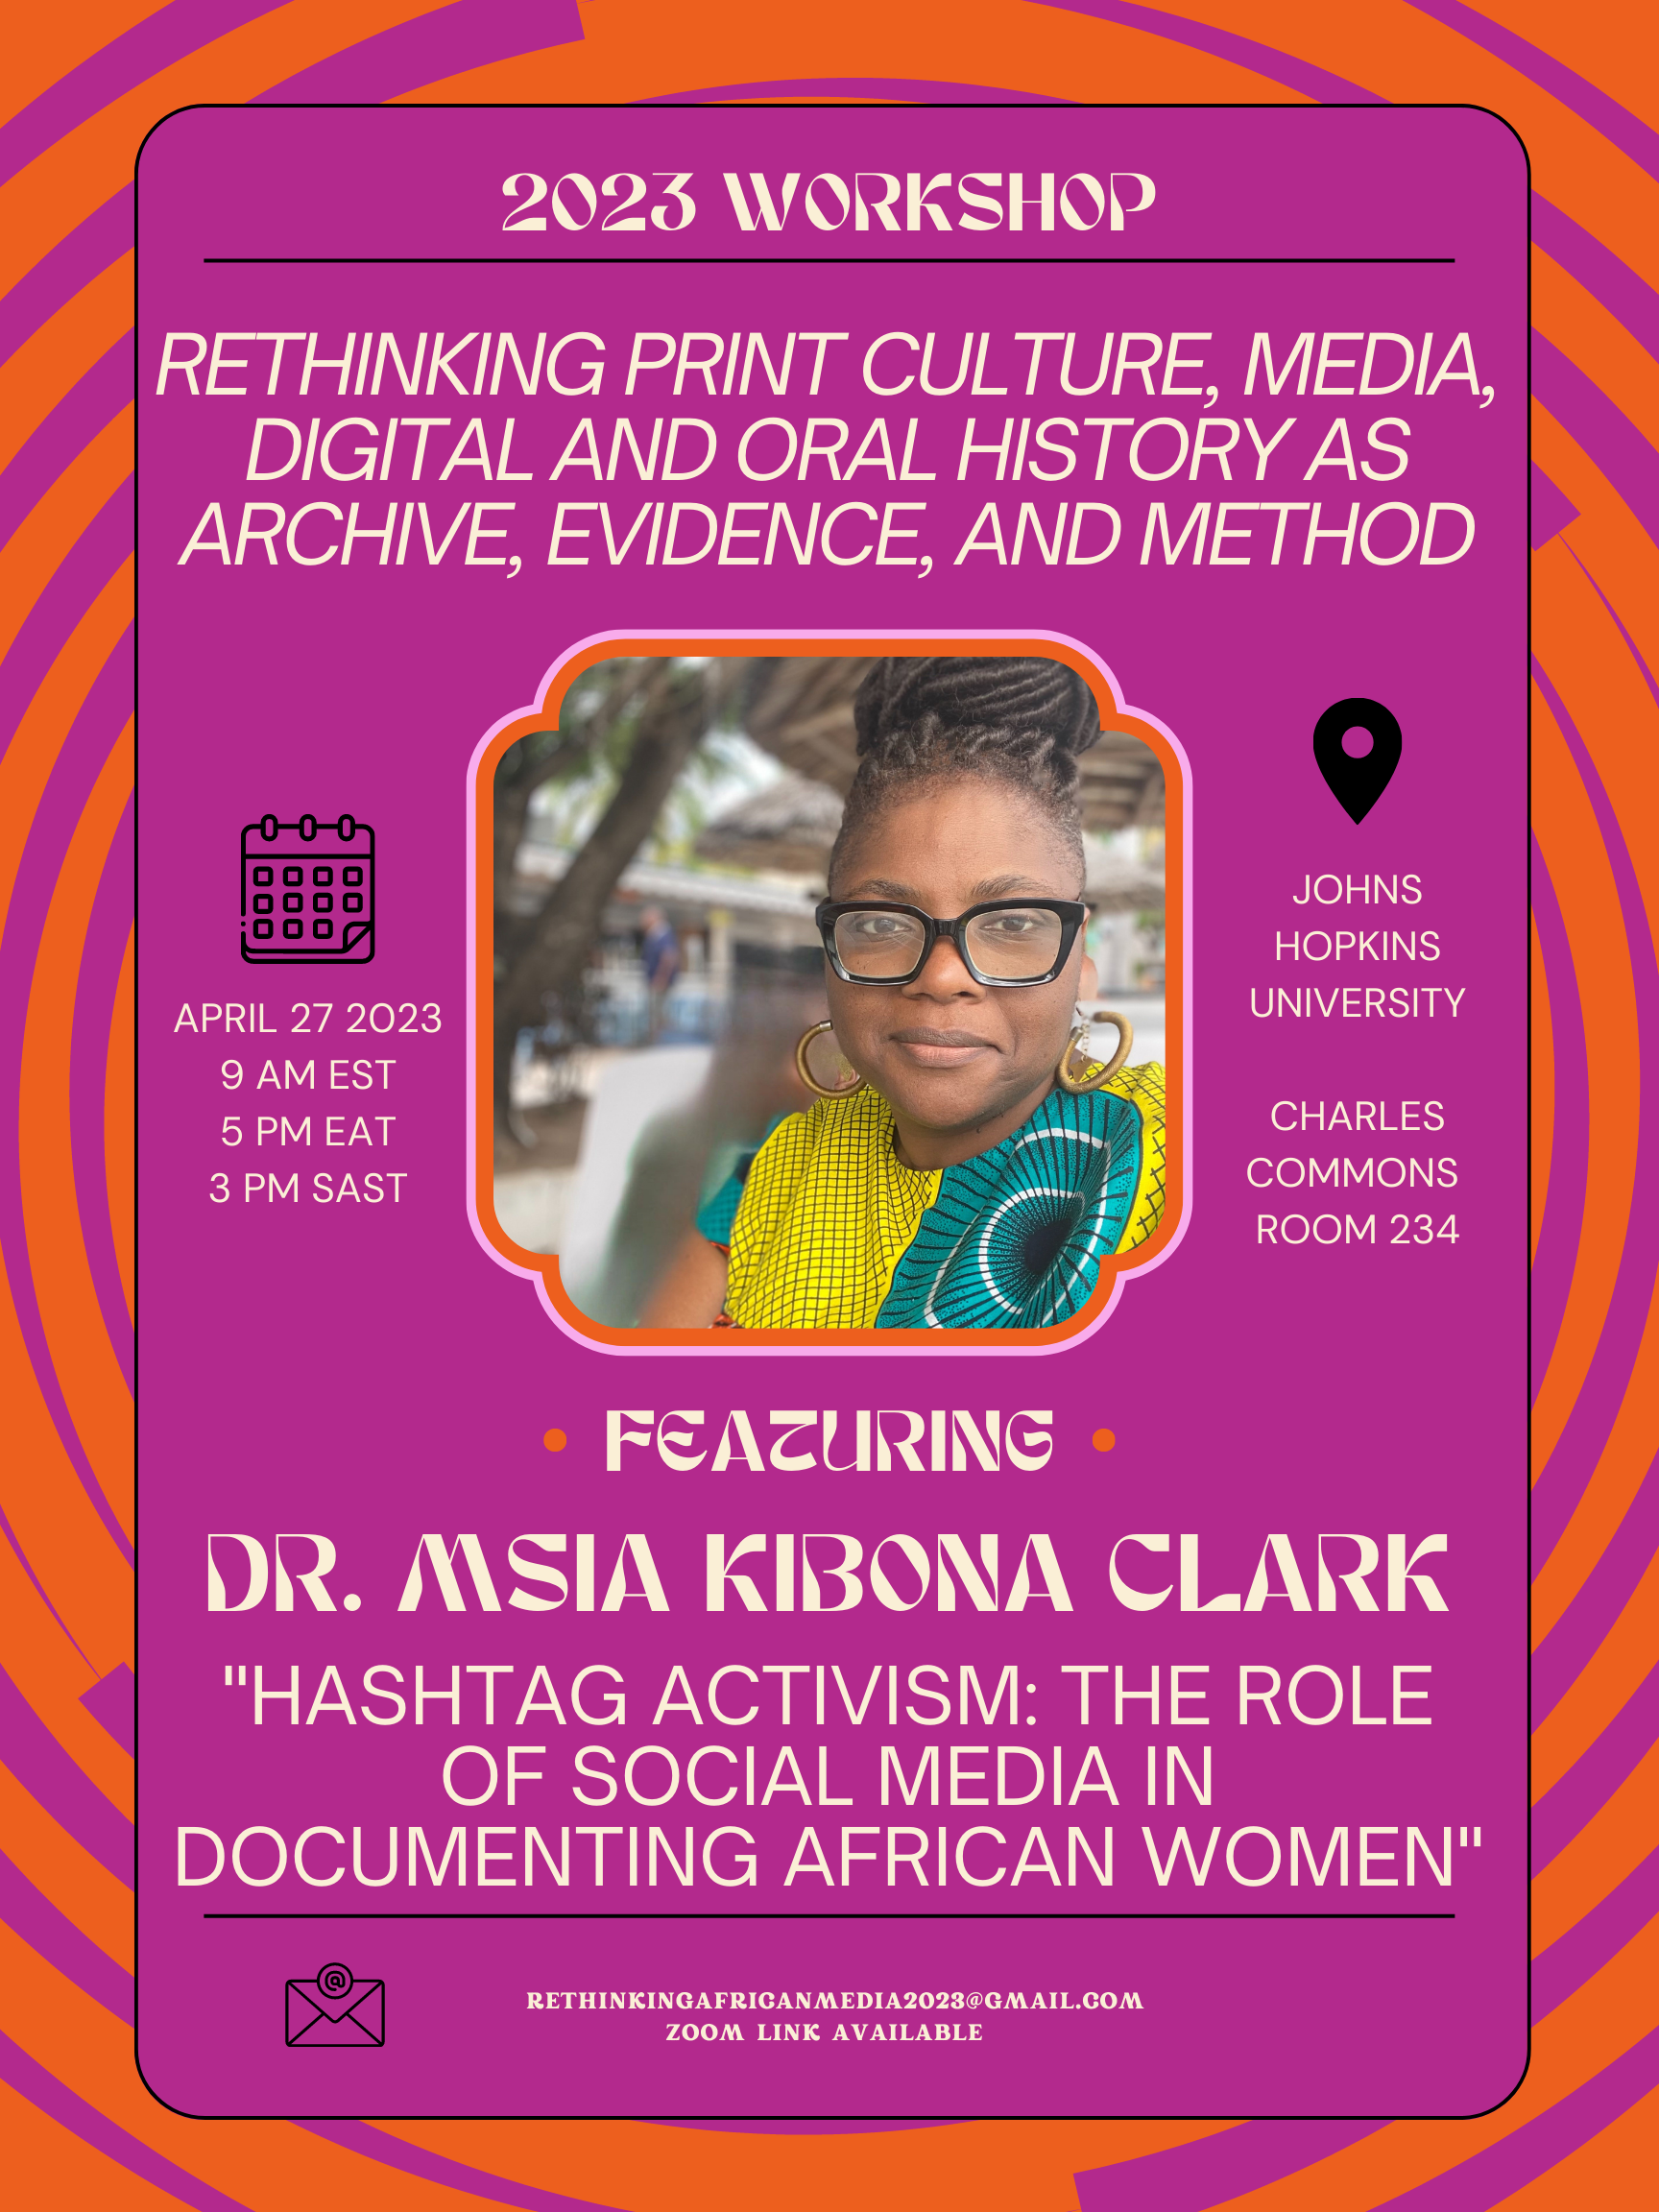 2023 WORKSHOP
RETHINKING PRINT CULTURE, MEDIA,
DIGITAL AND ORAL HISTORY AS
ARCHIVE, EVIDENCE, AND METHOD
APRIL 27 2023
9 AM EST
5 PM EAT
3 PM SAST
JOHNS
HOPKINS
UNIVERSITY
CHARLES
COMMONS
ROOM 234
FEATURING
DR. MSIA KIBONA CLARK
"HASHTAG ACTIVISM: THE ROLE
OF SOCIAL MEDIA IN
DOCUMENTING AFRICAN WOMEN"
@
RETHINKINGAFRICANMEDIA2023@GMAIL.COM
ZOOM LINK AVAILABLE